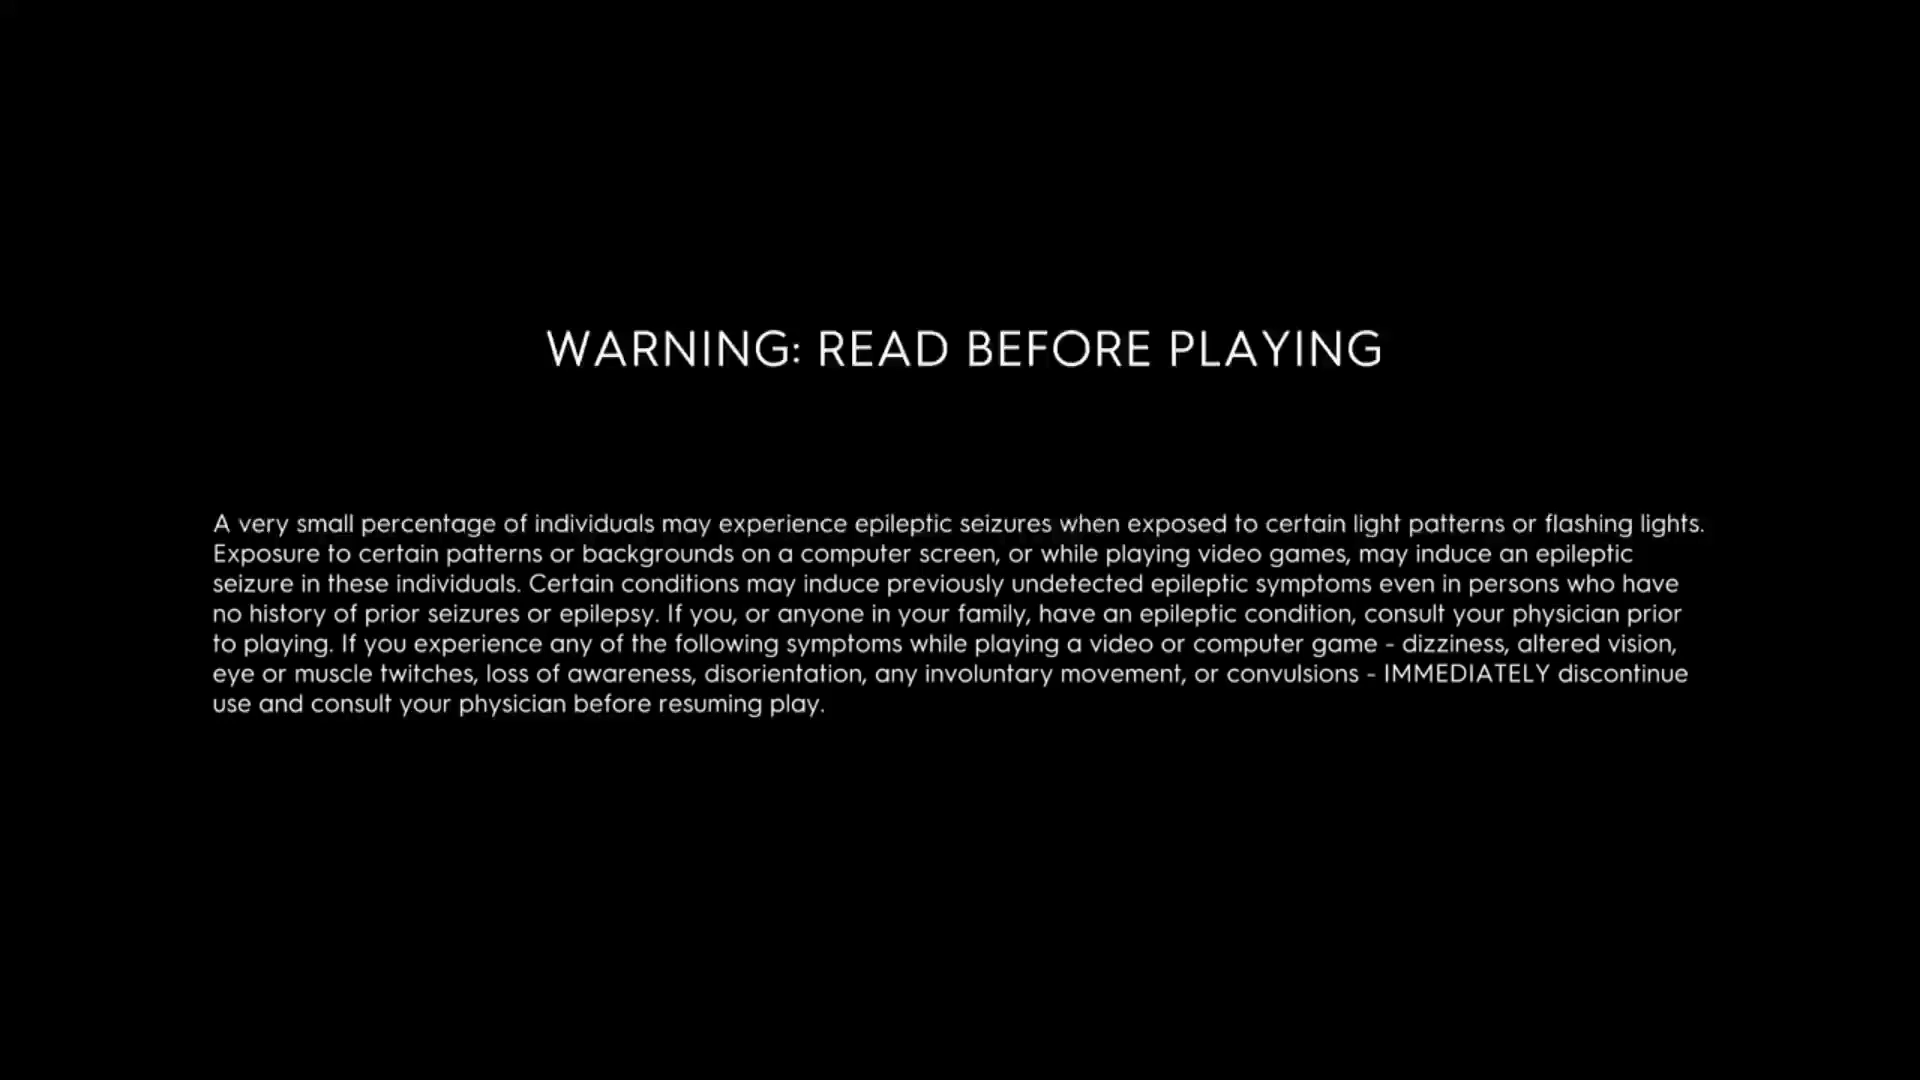 WARNING: READ BEFORE PLAYING
A very small percentage of individuals may experience epileptic seizures when exposed to certain light patterns or flashing lights.
Exposure to certain patterns or backgrounds on a computer screen, or while playing video games, may induce an epileptic
seizure in these individuals. Certain conditions may induce previously undetected epileptic symptoms even in persons who have
no history of prior seizures or epilepsy. If you, or anyone in your family, have an epileptic condition, consult your physician prior
to playing. If you experience any of the following symptoms while playing a video or computer game - dizziness, altered vision,
eye or muscle twitches, loss of awareness, disorientation, any involuntary movement, or convulsions - IMMEDIATELY discontinue
use and consult your physician before resuming play.